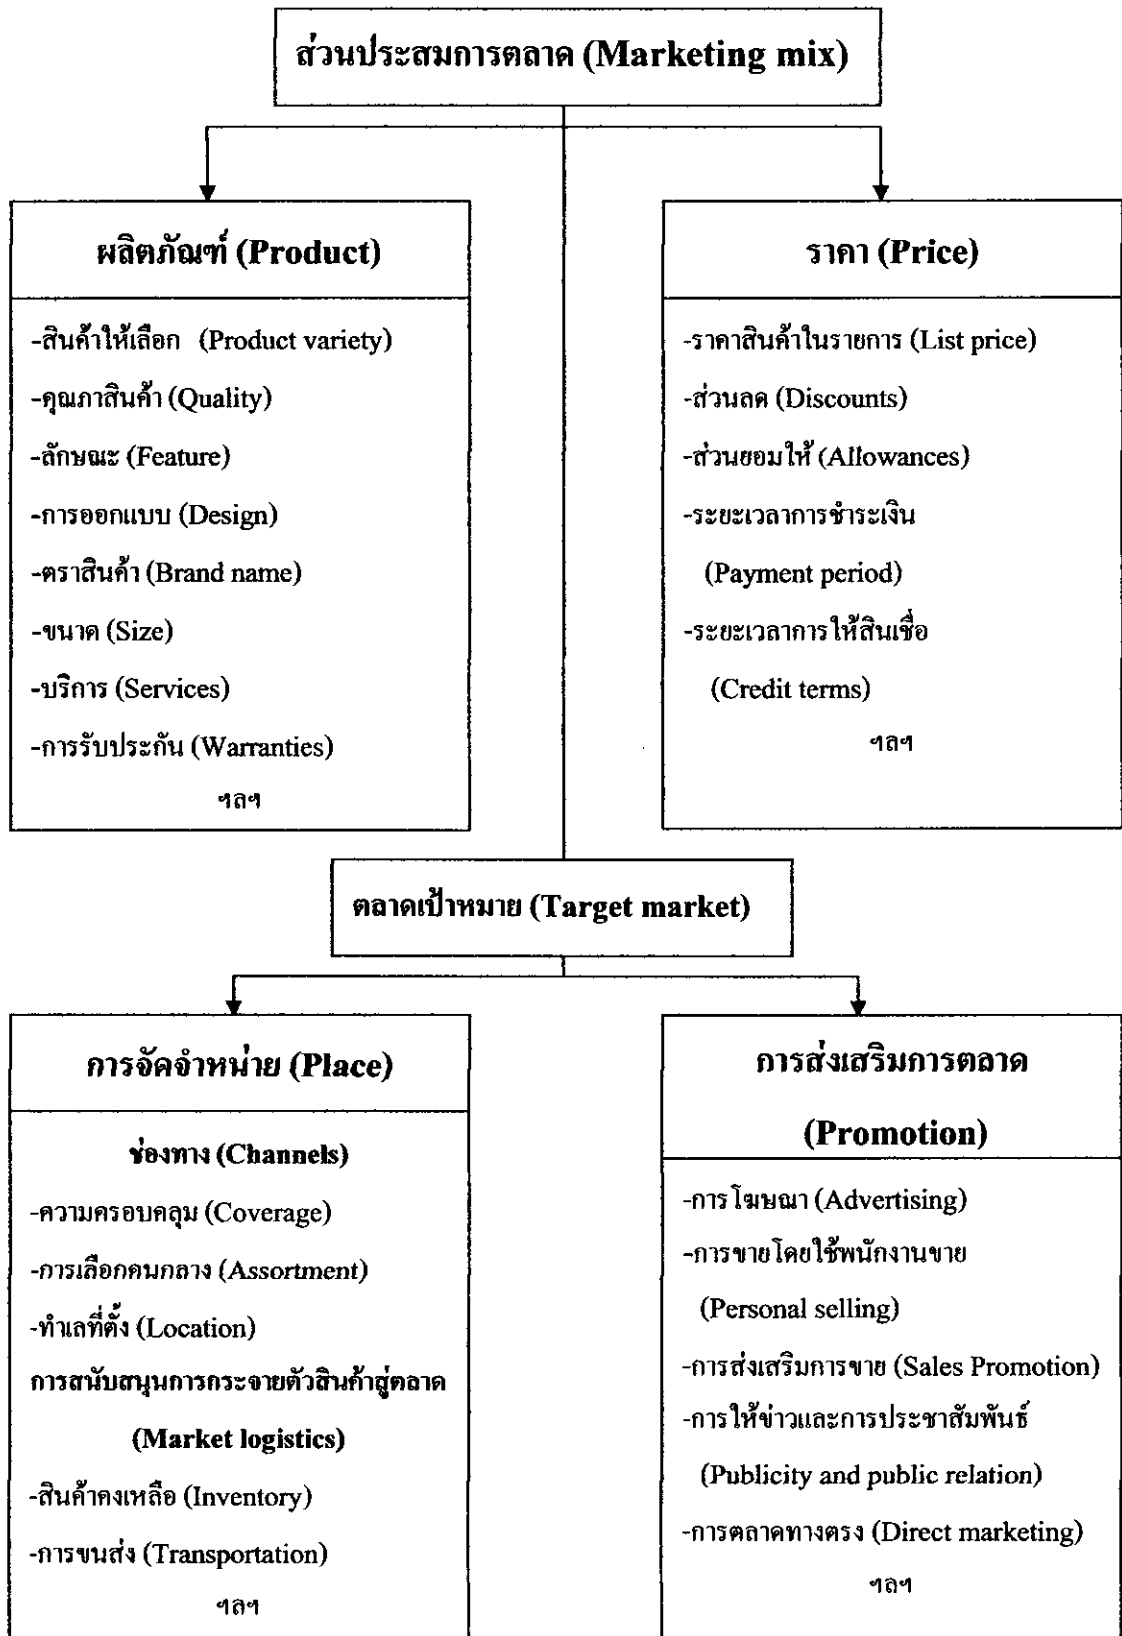 ส่วนประสมการตลาด (Marketing mix)
ผลิตภัณฑ์ (Product)
-สินค้าให้เลือก (Product variety)
-คุณภาสินค้า (Quality)
-ลักษณะ (Feature)
-การออกแบบ (Design)
-ตราสินค้า (Brand name)
-ขนาด (Size)
-บริการ (Services)
-การรับประกัน (Warranties)
ฯลฯ
ราคา (Price)
-ราคาสินค้าในรายการ (List price)
-ส่วนลด (Discounts)
-ส่วนยอมให้ (Allowances)
-ระยะเวลาการชำระเงิน
(Payment period)
-ระยะเวลาการให้สินเชื่อ
(Credit terms)
ฯลฯ
ตลาดเป้าหมาย (Target market)
การจัดจำหน่าย (Place)
ช่องทาง (Channels)
-ความครอบคลุม (Coverage)
-การเลือกคนกลาง (Assortment)
-ทำเลที่ตั้ง (Location)
การสนับสนุนการกระจายตัวสินค้าสู่ตลาด
(Market logistics)
-สินค้าคงเหลือ (Inventory)
-การขนส่ง (Transportation)
ฯลฯ
การส่งเสริมการตลาด
(Promotion)
-การโฆษณา (Advertising)
-การขายโดยใช้พนักงานขาย
(Personal selling)
-การส่งเสริมการขาย (Sales Promotion)
-การให้ข่าวและการประชาสัมพันธ์
(Publicity and public relation)
-การตลาดทางตรง (Direct marketing)
ฯลฯ